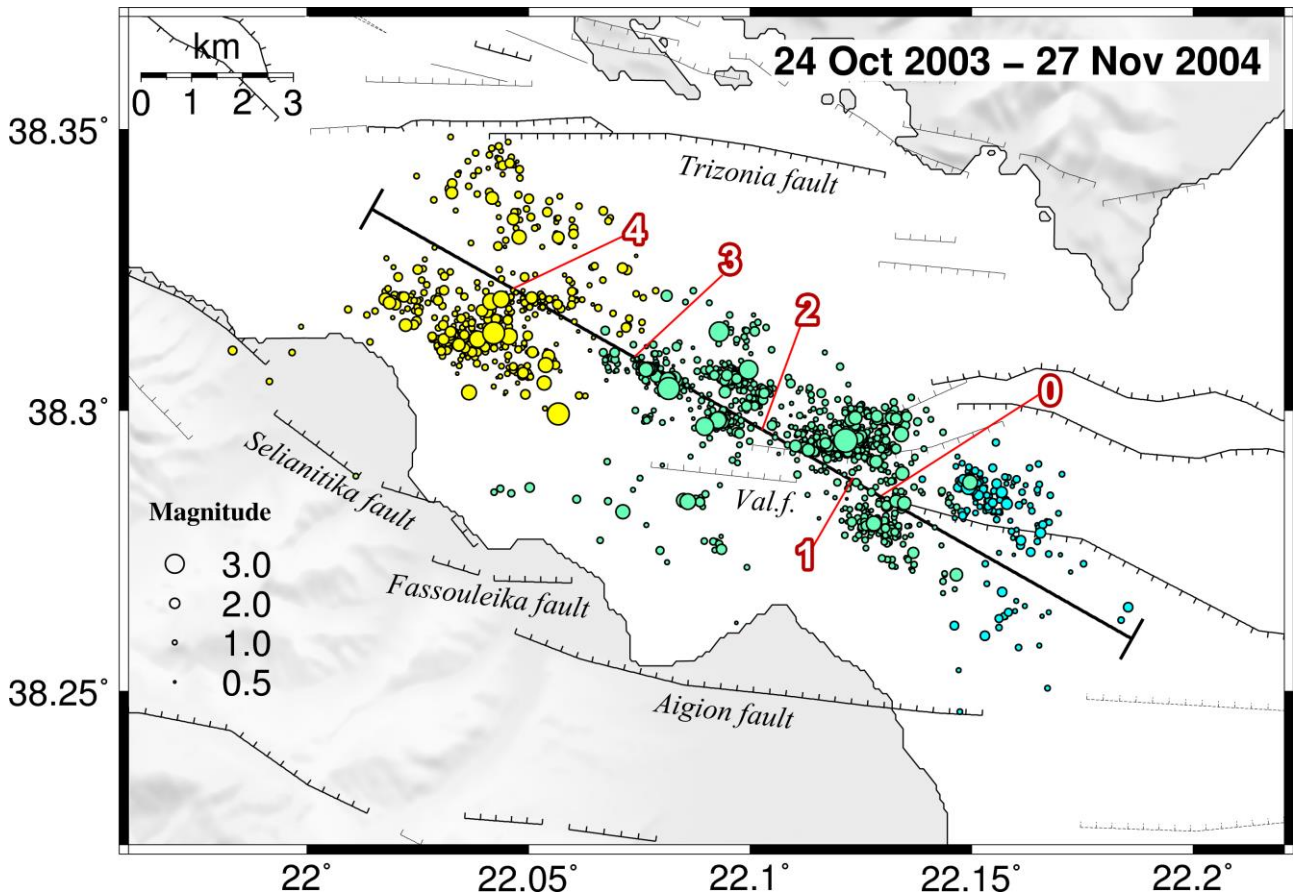 km
0 1 2 3
24 Oct 2003 – 27 Nov 2004
38.35°
Trizonia fault
4
3
2
0
38.3°
Selianitika fault
Val.f.
Magnitude
1
3.0
Fassouleika fault
2.0
1.0
0.5
38.25°
Aigion fault
22° 22.05° 22.1° 22.15° 22.2°